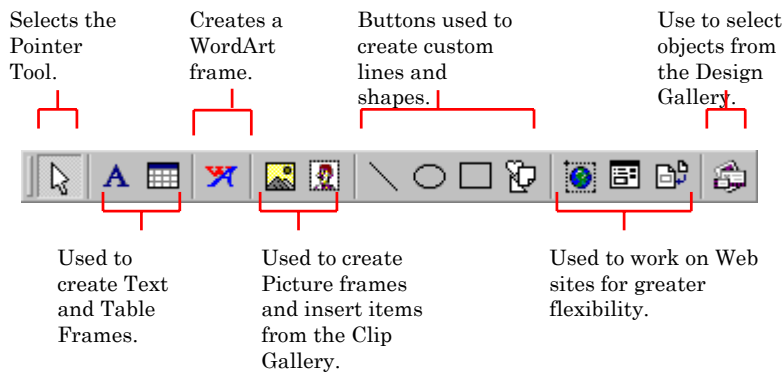 Selects the
Pointer
Tool.
Creates a
WordArt
frame.
Buttons used to
create custom
lines and
shapes.
Use to select
objects from
the Design
Gallery.
A
Used to
create Text
and Table
Frames.
Used to create
Picture frames
and insert items
from the Clip
Gallery.
Used to work on Web
sites for greater
flexibility.